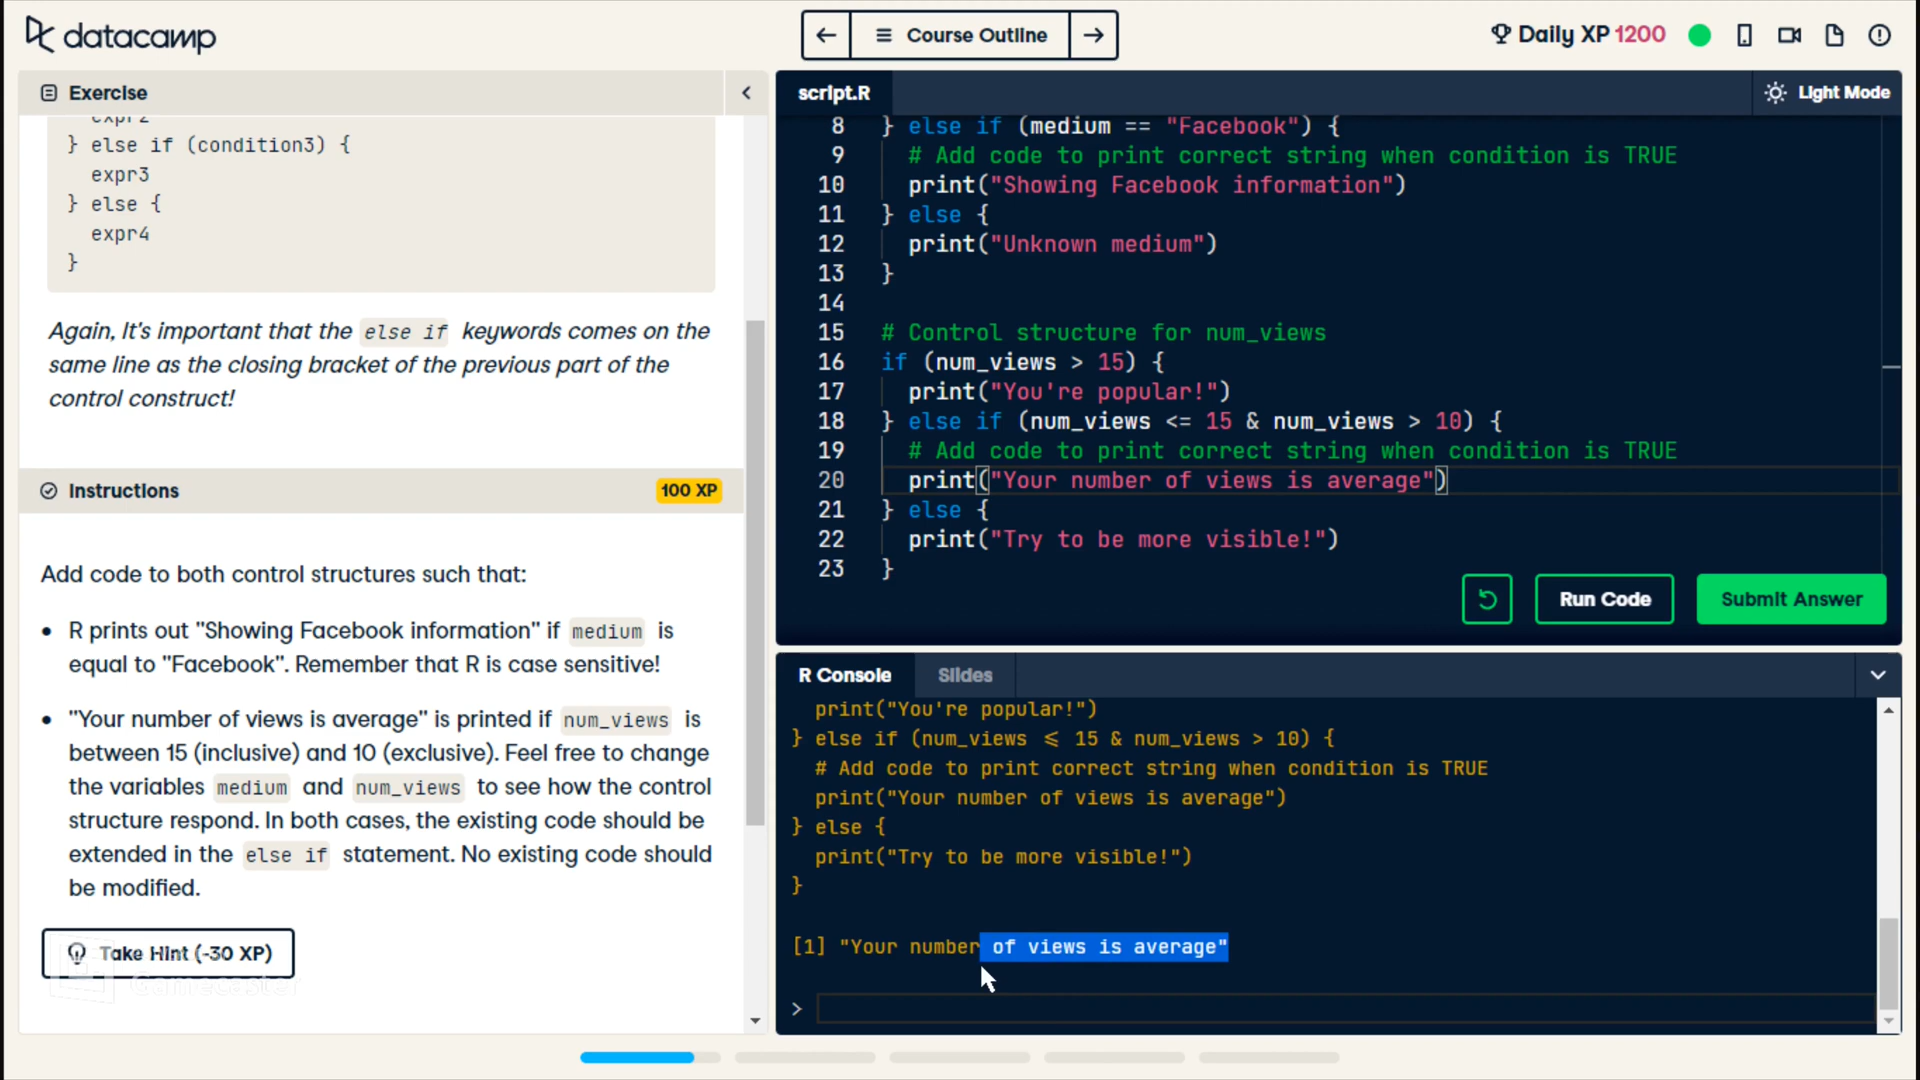 datacamp
Course Outline
Daily XP 1200
Exercise
expr2
} else if (condition3) {
expr3
} else {
expr4
}
Again, It's important that the else if keywords comes on the
same line as the closing bracket of the previous part of the
control construct!
Instructions
100 XP
Add code to both control structures such that:
R prints out "Showing Facebook information" if medium is
equal to "Facebook". Remember that R is case sensitive!
"Your number of views is average" is printed if num_views is
between 15 (inclusive) and 10 (exclusive). Feel free to change
the variables medium and num_views to see how the control
structure respond. In both cases, the existing code should be
extended in the else if statement. No existing code should
be modified.
Take Hint (-30 XP)
Gamecaster
script.R
Light Mode
8 } else if (medium == "Facebook") {
9 # Add code to print correct string when condition is TRUE
10 print("Showing Facebook information")
11 } else {
12 print("Unknown medium")
13 }
14
15 # Control structure for num_views
16 if (num_views > 15) {
17 print("You're popular!")
18 } else if (num_views <= 15 & num_views > 10) {
19 # Add code to print correct string when condition is TRUE
20 print("Your number of views is average")
21 } else {
22 print("Try to be more visible!")
23 }
Run Code
Submit Answer
R Console
Slides
print("You're popular!")
} else if (num_views <= 15 & num_views > 10) {
# Add code to print correct string when condition is TRUE
print("Your number of views is average")
} else {
print("Try to be more visible!")
}
[1] "Your number of views is average"
>